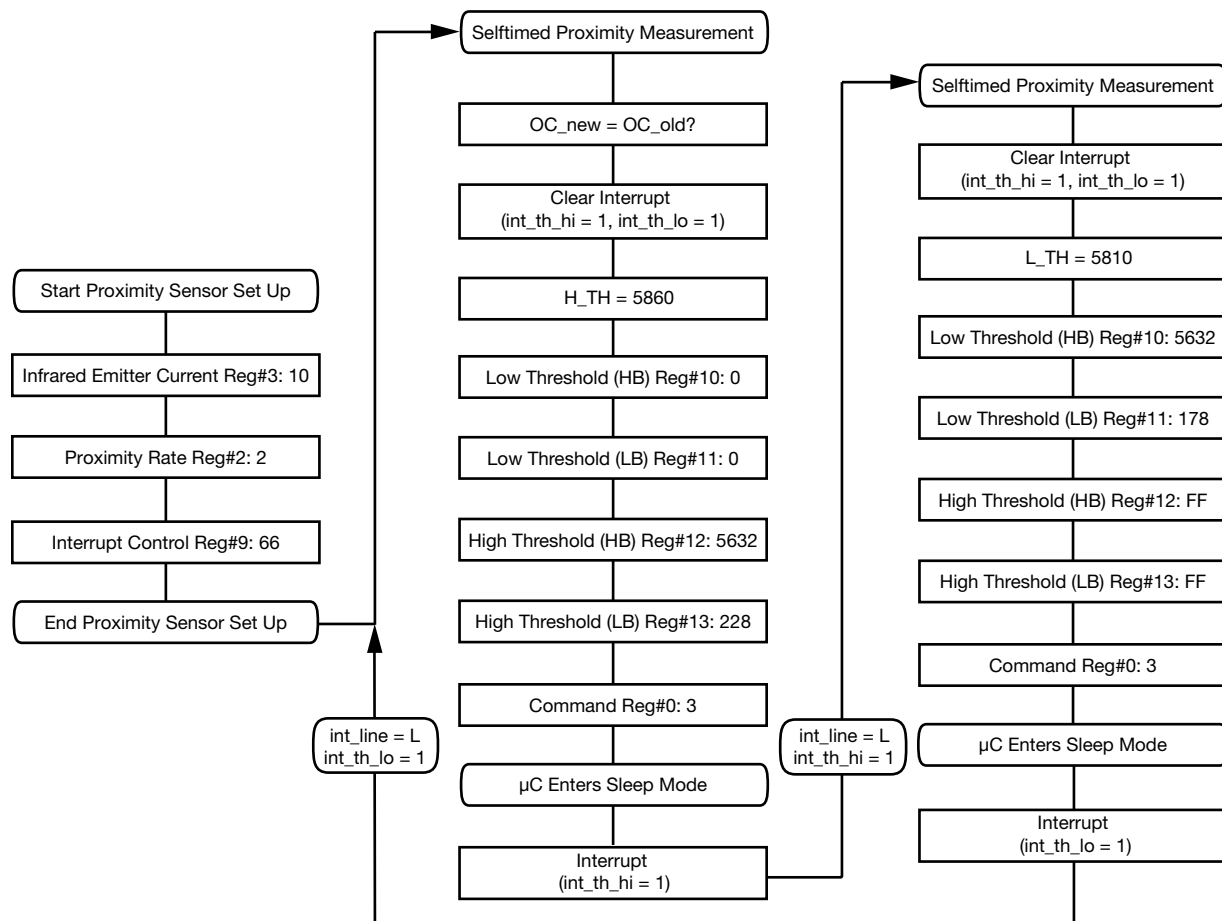 Start Proximity Sensor Set Up
Infrared Emitter Current Reg#3: 10
Proximity Rate Reg#2: 2
Interrupt Control Reg#9: 66
End Proximity Sensor Set Up
int_line = L
int_th_lo = 1
Selftimed Proximity Measurement
OC_new = OC_old?
Clear Interrupt
(int_th_hi = 1, int_th_lo = 1)
H_TH = 5860
Low Threshold (HB) Reg#10: 0
Low Threshold (LB) Reg#11: 0
High Threshold (HB) Reg#12: 5632
High Threshold (LB) Reg#13: 228
Command Reg#0: 3
µC Enters Sleep Mode
Interrupt
(int_th_hi = 1)
int_line = L
int_th_hi = 1
Selftimed Proximity Measurement
Clear Interrupt
(int_th_hi = 1, int_th_lo = 1)
L_TH = 5810
Low Threshold (HB) Reg#10: 5632
Low Threshold (LB) Reg#11: 178
High Threshold (HB) Reg#12: FF
High Threshold (LB) Reg#13: FF
Command Reg#0: 3
µC Enters Sleep Mode
Interrupt
(int_th_lo = 1)